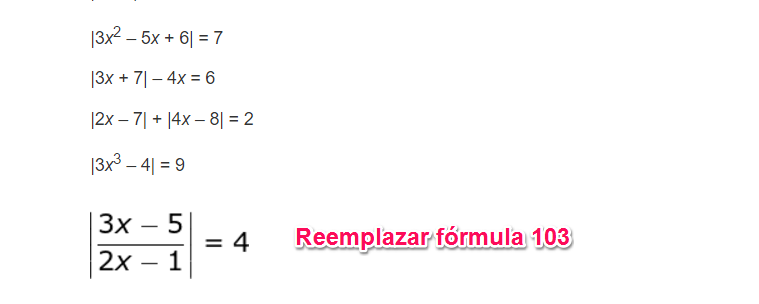 |3x² – 5x + 6| = 7
|3x + 7| – 4x = 6
|2x – 7| + |4x – 8| = 2
|3x³ – 4| = 9
|(3x – 5)/(2x – 1)| = 4 Reemplazar fórmula 103